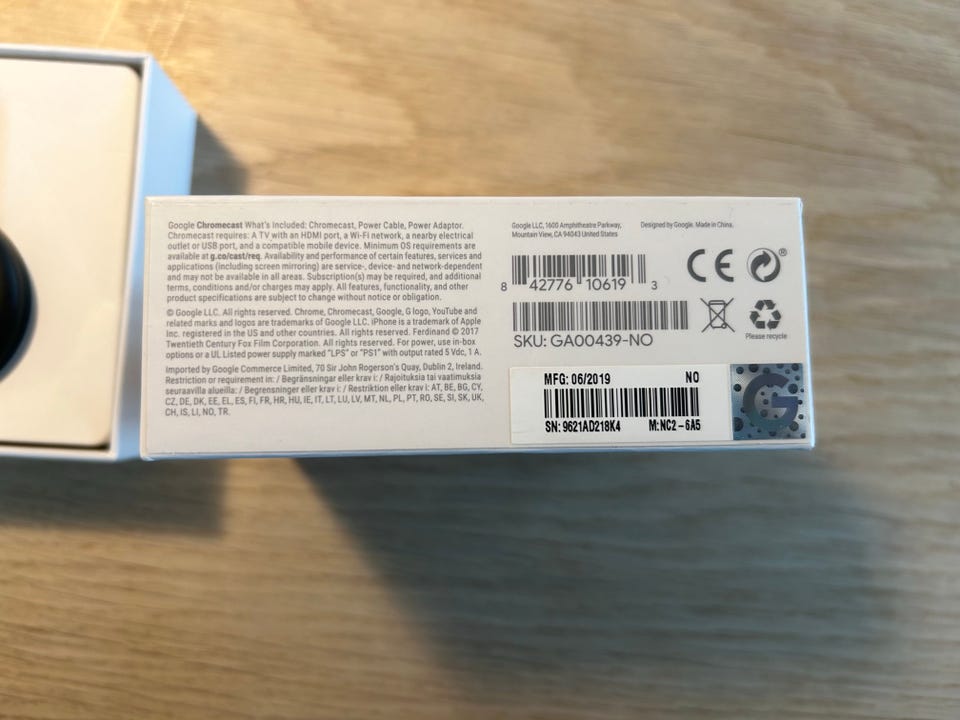 Google Chromecast What's Included: Chromecast, Power Cable, Power Adaptor.
Chromecast requires: A TV with an HDMI port, a Wi-Fi network, a nearby electrical
outlet or USB port, and a compatible mobile device. Minimum OS requirements are
available at g.co/cast/req. Availability and performance of certain features, services and
applications (including screen mirroring) are service-, device- and network-dependent
and may not be available in all areas. Subscription(s) may be required, and additional
terms, conditions and/or charges may apply. All features, functionality, and other
product specifications are subject to change without notice or obligation.
© Google LLC. All rights reserved. Chrome, Chromecast, Google, G logo, YouTube and
related marks and logos are trademarks of Google LLC. iPhone is a trademark of Apple
Inc. registered in the US and other countries. All rights reserved. Ferdinand © 2017
Twentieth Century Fox Film Corporation. All rights reserved. For power, use in-box
options or a UL Listed power supply marked "LPS" or "PS1" with output rated 5 Vdc, 1 A.
Imported by Google Commerce Limited, 70 Sir John Rogerson's Quay, Dublin 2, Ireland.
Restriction or requirement in: / Begränsningar eller krav i: / Rajoituksia tai vaatimuksia
seuraavilla alueilla: / Begrensninger eller krav i: / Restriktion eller krav i: AT, BE, BG, CY,
CZ, DE, DK, EE, EL, ES, FI, FR, HR, HU, IE, IT, LT, LU, LV, MT, NL, PL, PT, RO, SE, SI, SK, UK,
CH, IS, LI, NO, TR.
Google LLC, 1600 Amphitheatre Parkway,
Mountain View, CA 94043 United States
Designed by Google. Made in China.
8 42776 10619 3
CE
SKU: GA00439-NO
Please recycle
MFG: 06/2019 NO
SN: 9621AD218K4 M:NC2-6A5
G